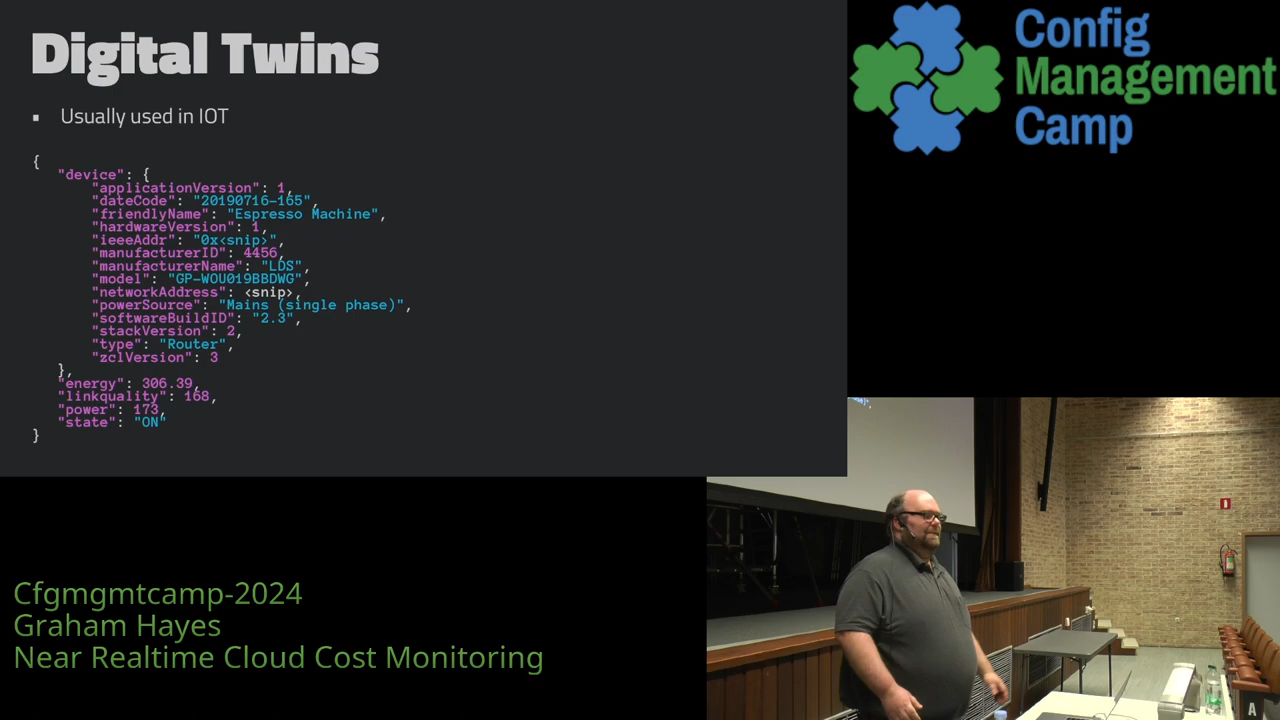 Digital Twins
Config
Management
Camp
▪ Usually used in IOT
{
"device": {
"applicationVersion": 1,
"dateCode": "20190716-165",
"friendlyName": "Espresso Machine",
"hardwareVersion": 1,
"ieeeAddr": "0x<snip>",
"manufacturerID": 4456,
"manufacturerName": "LDS",
"model": "GP-WOU019BBDWG",
"networkAddress": <snip>,
"powerSource": "Mains (single phase)",
"softwareBuildID": "2.3",
"stackVersion": 2,
"type": "Router",
"zclVersion": 3
},
"energy": 306.39,
"linkquality": 168,
"power": 173,
"state": "ON"
}
Cfgmgmtcamp-2024
Graham Hayes
Near Realtime Cloud Cost Monitoring
A